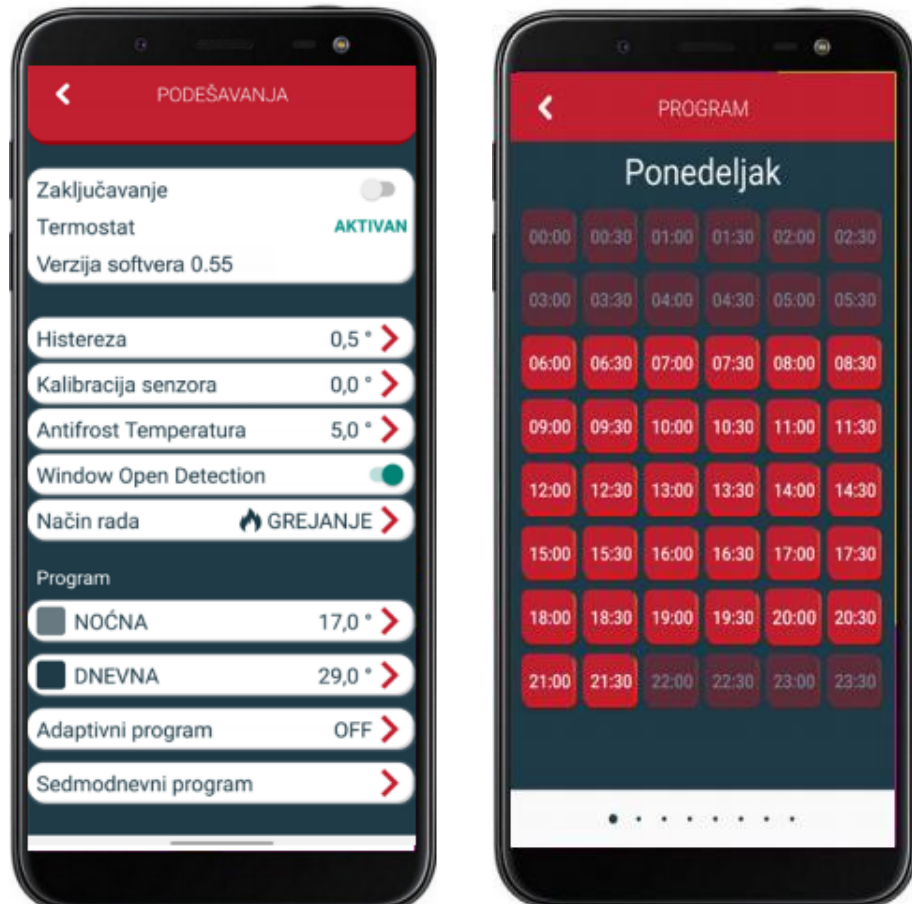 PODEŠAVANJA
Zaključavanje
Termostat AKTIVAN
Verzija softvera 0.55
Histereza 0,5 °
Kalibracija senzora 0,0 °
Antifrost Temperatura 5,0 °
Window Open Detection
Način rada GREJANJE
Program
NOĆNA 17,0 °
DNEVNA 29,0 °
Adaptivni program OFF
Sedmodnevni program
PROGRAM
Ponedeljak
00:00 00:30 01:00 01:30 02:00 02:30
03:00 03:30 04:00 04:30 05:00 05:30
06:00 06:30 07:00 07:30 08:00 08:30
09:00 09:30 10:00 10:30 11:00 11:30
12:00 12:30 13:00 13:30 14:00 14:30
15:00 15:30 16:00 16:30 17:00 17:30
18:00 18:30 19:00 19:30 20:00 20:30
21:00 21:30 22:00 22:30 23:00 23:30